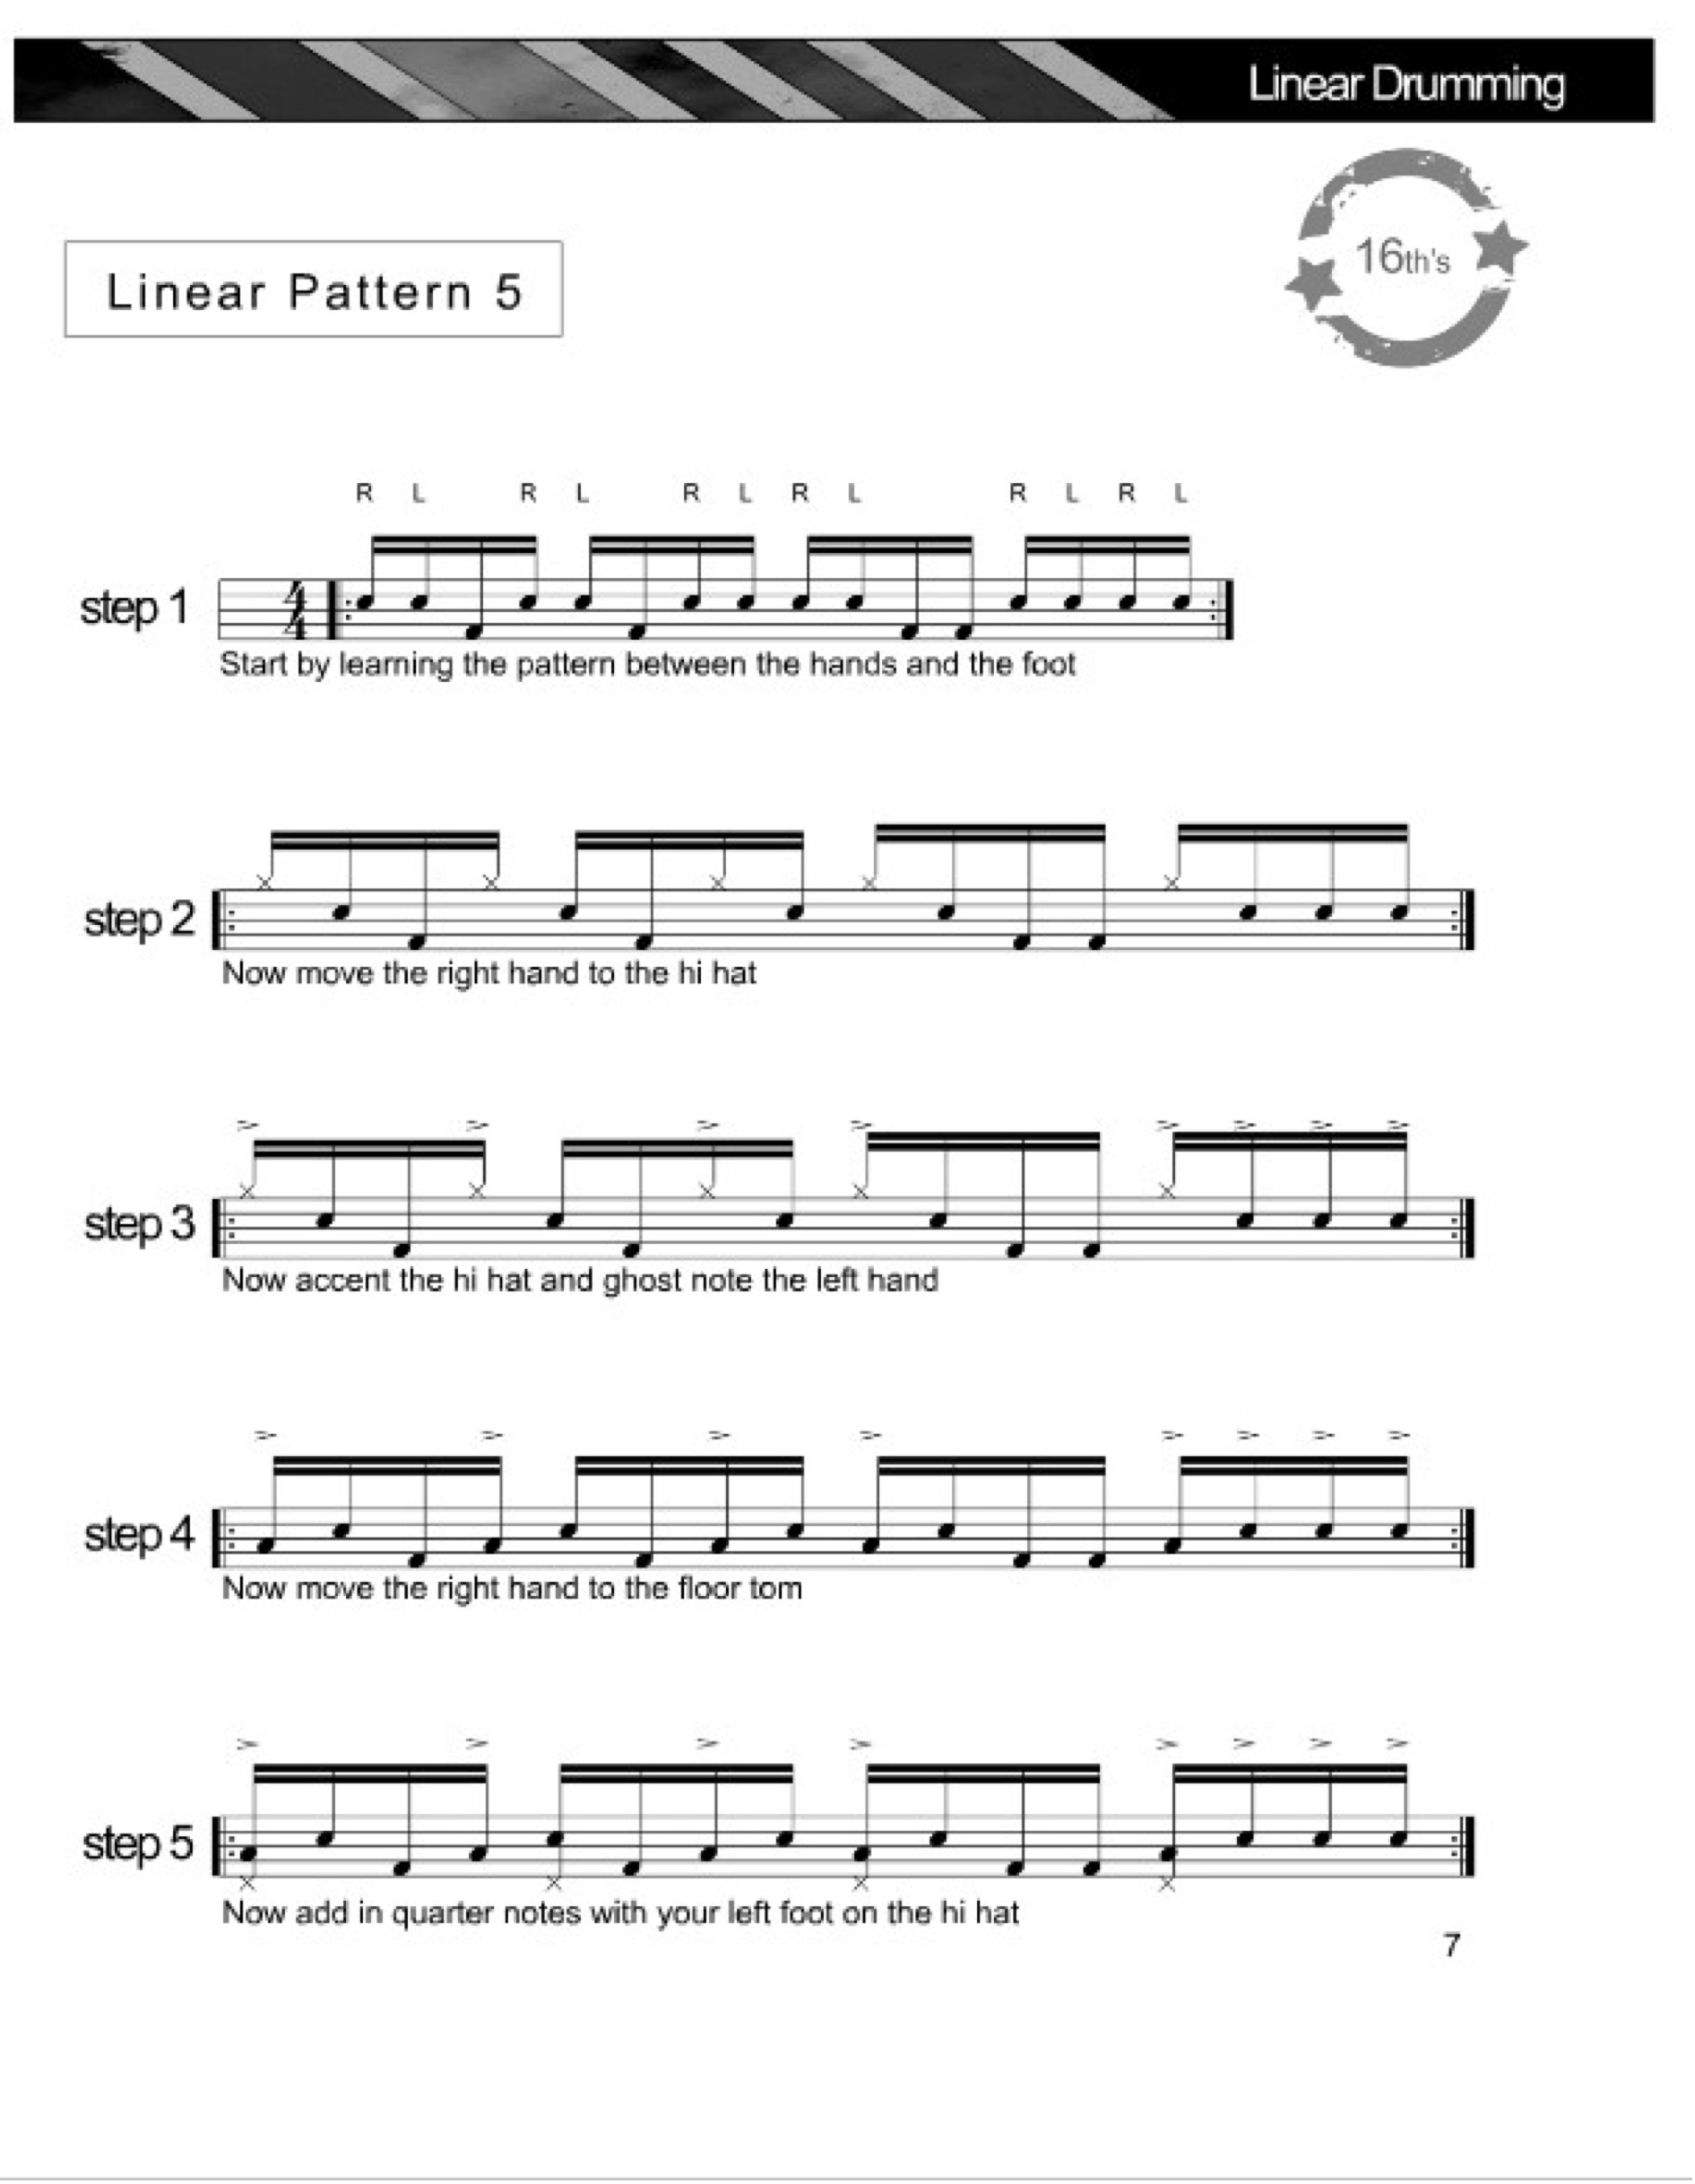 Linear Drumming
16th's
Linear Pattern 5
R L R L R L R L R L R L
step 1
4
4
Start by learning the pattern between the hands and the foot
step 2
Now move the right hand to the hi hat
step 3
Now accent the hi hat and ghost note the left hand
step 4
Now move the right hand to the floor tom
step 5
Now add in quarter notes with your left foot on the hi hat
7